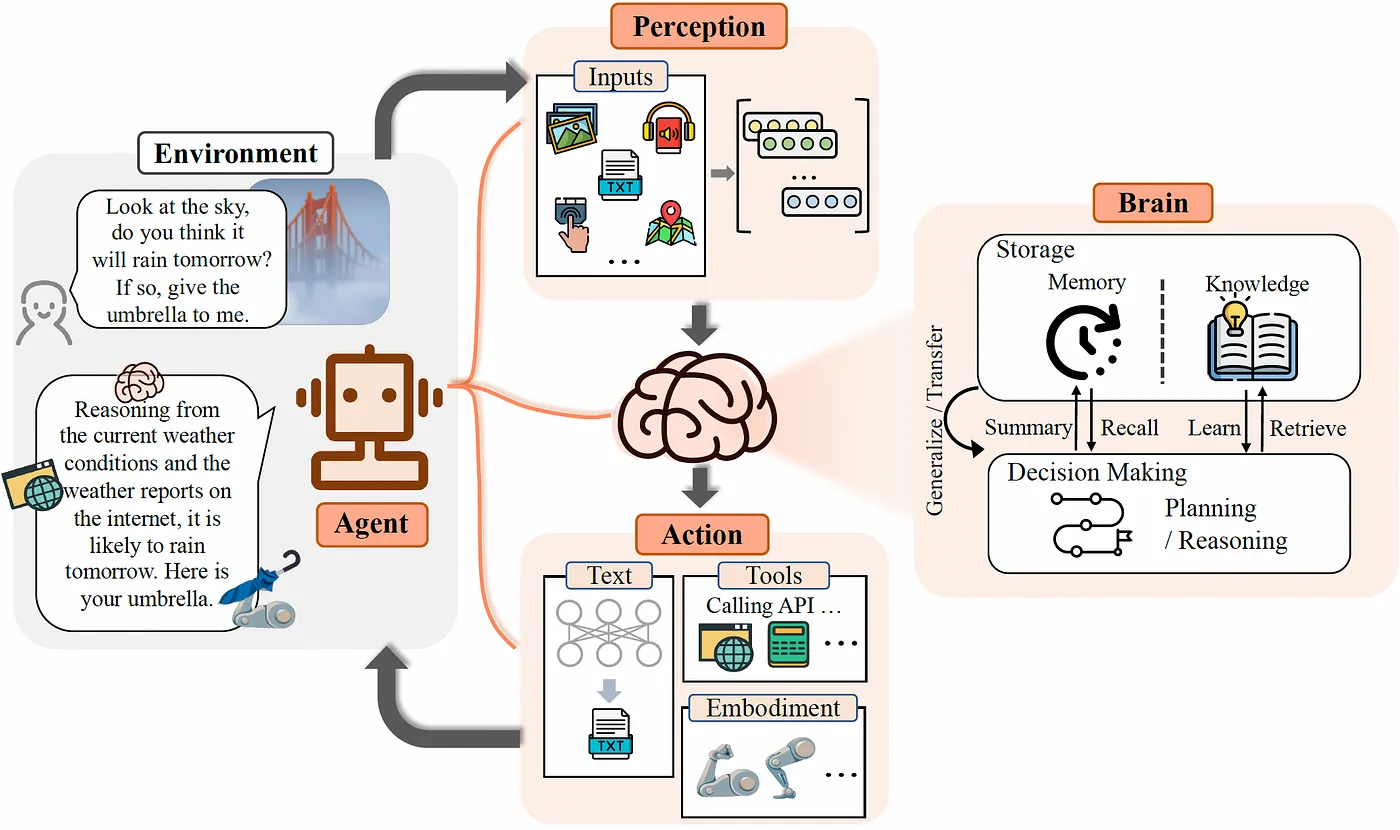 Perception
Inputs
TXT
...
...
Environment
Look at the sky,
do you think it
will rain tomorrow?
If so, give the
umbrella to me.
Reasoning from
the current weather
conditions and the
weather reports on
the internet, it is
likely to rain
tomorrow. Here is
your umbrella.
Agent
Action
Text
TXT
Tools
Calling API ...
...
Embodiment
...
Brain
Storage
Memory
Knowledge
Generalize / Transfer
Summary
Recall
Learn
Retrieve
Decision Making
Planning
/ Reasoning